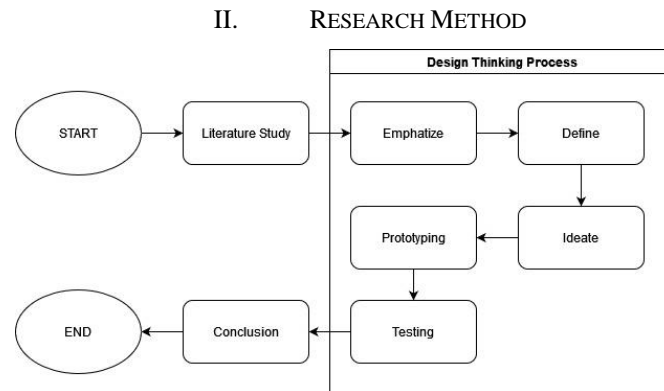 II. RESEARCH METHOD
Design Thinking Process
START
Literature Study
Emphatize
Define
Prototyping
Ideate
END
Conclusion
Testing